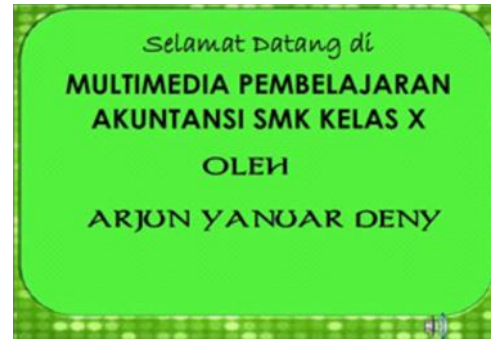 Selamat Datang di
MULTIMEDIA PEMBELAJARAN
AKUNTANSI SMK KELAS X
OLEH
ARJUN YANUAR DENY